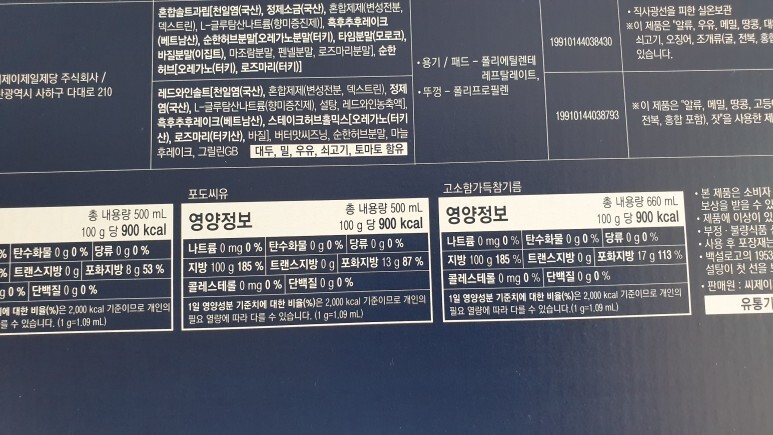 혼합솔트과립[천일염(국산), 정제소금(국산), 혼합제제(변성전분,
덱스트린), L-글루탐산나트륨(향미증진제)], 흑후추후레이크
(베트남산), 순한허브분말[오레가노분말(터키), 타임분말(모로코),
바질분말(이집트), 마조람분말, 펜넬분말, 로즈마리분말], 순한
허브[오레가노(터키), 로즈마리(터키)]
레드와인솔트[천일염(국산), 혼합제제(변성전분, 덱스트린), 정제
염(국산), L-글루탐산나트륨(향미증진제), 설탕, 레드와인농축액],
흑후추후레이크(베트남산), 스테이크허브홀믹스[오레가노(터키
산), 로즈마리(터키산), 바질], 버터맛씨즈닝, 순한허브분말, 마늘
후레이크, 그릴린GB 대두, 밀, 우유, 쇠고기, 토마토 함유
제이제일제당 주식회사 /
산광역시 사하구 다대로 210
• 용기 / 패드 - 폴리에틸렌테
레프탈레이트,
• 뚜껑 - 폴리프로필렌
19910144038430
19910144038793
• 직사광선을 피한 실온보관
※이 제품은 "알류, 우유, 메밀, 땅콩, 대
쇠고기, 오징어, 조개류(굴, 전복, 홍합
있습니다.
※이 제품은 "알류, 메밀, 땅콩, 고등
전복, 홍합 포함), 잣"을 사용한 제
총 내용량 500 mL
100 g 당 900 kcal
% 탄수화물 0 g 0 % 당류 0 g 0 %
% 트랜스지방 0 g 포화지방 8 g 53 %
g 0 % 단백질 0 g 0 %
에 대한 비율(%)은 2,000 kcal 기준이므로 개인의
를 수 있습니다. (1 g=1.09 mL)
포도씨유
영양정보
총 내용량 500 mL
100 g 당 900 kcal
나트륨 0 mg 0 % 탄수화물 0 g 0 % 당류 0 g 0 %
지방 100 g 185 % 트랜스지방 0 g 포화지방 13 g 87 %
콜레스테롤 0 mg 0 % 단백질 0 g 0 %
1일 영양성분 기준치에 대한 비율(%)은 2,000 kcal 기준이므로 개인의
필요 열량에 따라 다를 수 있습니다. (1 g=1.09 mL)
고소함가득참기름
영양정보
총 내용량 660 mL
100 g 당 900 kcal
나트륨 0 mg 0 % 탄수화물 0 g 0 % 당류 0 g 0 %
지방 100 g 185 % 트랜스지방 0 g 포화지방 17 g 113 %
콜레스테롤 0 mg 0 % 단백질 0 g 0 %
1일 영양성분 기준치에 대한 비율(%)은 2,000 kcal 기준이므로 개인의
필요 열량에 따라 다를 수 있습니다.(1 g=1.09 mL)
• 본 제품은 소비자
보상을 받을 수 있
• 제품에 이상이 있
• 부정 · 불량식품 신
• 사용 후 포장재는
• 백설로고의 1953
설탕이 첫 선을
• 판매원 : 씨제이
유통기